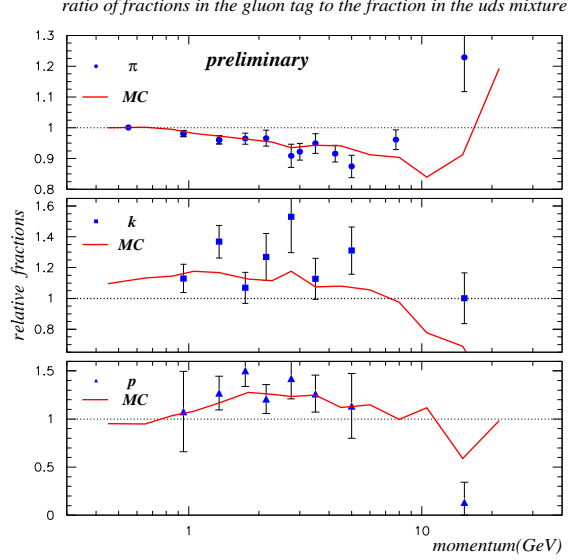 ratio of fractions in the gluon tag to the fraction in the uds mixture
1.3
1.2
1.1
1
0.9
0.8
π
MC
preliminary
1.6
1.4
1.2
1
0.8
k
MC
relative fractions
1.5
1
0.5
0
p
MC
1
10
momentum(GeV)